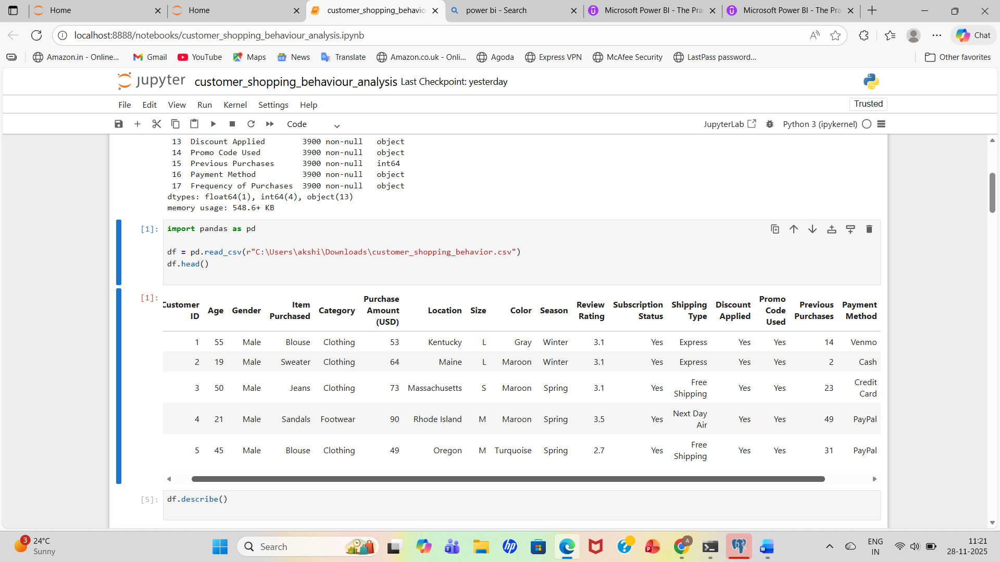 Home
Home
customer_shopping_behavio
power bi - Search
Microsoft Power BI - The Pra
Microsoft Power BI - The Pra
localhost:8888/notebooks/customer_shopping_behaviour_analysis.ipynb
Chat
Amazon.in - Online...
Gmail
YouTube
Maps
News
Translate
Amazon.co.uk - Onli...
Agoda
Express VPN
McAfee Security
LastPass password...
Other favorites
jupyter customer_shopping_behaviour_analysis Last Checkpoint: yesterday
File Edit View Run Kernel Settings Help
Trusted
Code
JupyterLab
Python 3 (ipykernel)
13 Discount Applied 3900 non-null object
14 Promo Code Used 3900 non-null object
15 Previous Purchases 3900 non-null int64
16 Payment Method 3900 non-null object
17 Frequency of Purchases 3900 non-null object
dtypes: float64(1), int64(4), object(13)
memory usage: 548.6+ KB
[1]: import pandas as pd
df = pd.read_csv(r"C:\Users\akshi\Downloads\customer_shopping_behavior.csv")
df.head()
[1]:
Customer ID Age Gender Item Purchased Category Purchase Amount (USD) Location Size Color Season Review Rating Subscription Status Shipping Type Discount Applied Promo Code Used Previous Purchases Payment Method
1 55 Male Blouse Clothing 53 Kentucky L Gray Winter 3.1 Yes Express Yes Yes 14 Venmo
2 19 Male Sweater Clothing 64 Maine L Maroon Winter 3.1 Yes Express Yes Yes 2 Cash
3 50 Male Jeans Clothing 73 Massachusetts S Maroon Spring 3.1 Yes Free Shipping Yes Yes 23 Credit Card
4 21 Male Sandals Footwear 90 Rhode Island M Maroon Spring 3.5 Yes Next Day Air Yes Yes 49 PayPal
5 45 Male Blouse Clothing 49 Oregon M Turquoise Spring 2.7 Yes Free Shipping Yes Yes 31 PayPal
[5]: df.describe()
3
24°C
Sunny
Search
ENG
IN
11:21
28-11-2025